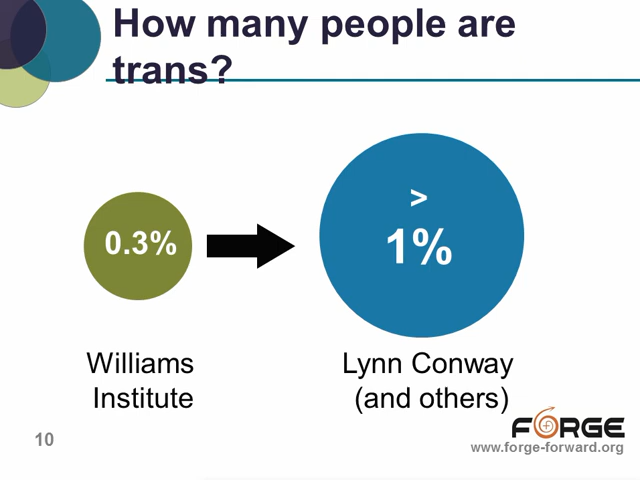 How many people are
trans?
0.3%
>
1%
Williams
Institute
Lynn Conway
(and others)
10
FORGE
www.forge-forward.org